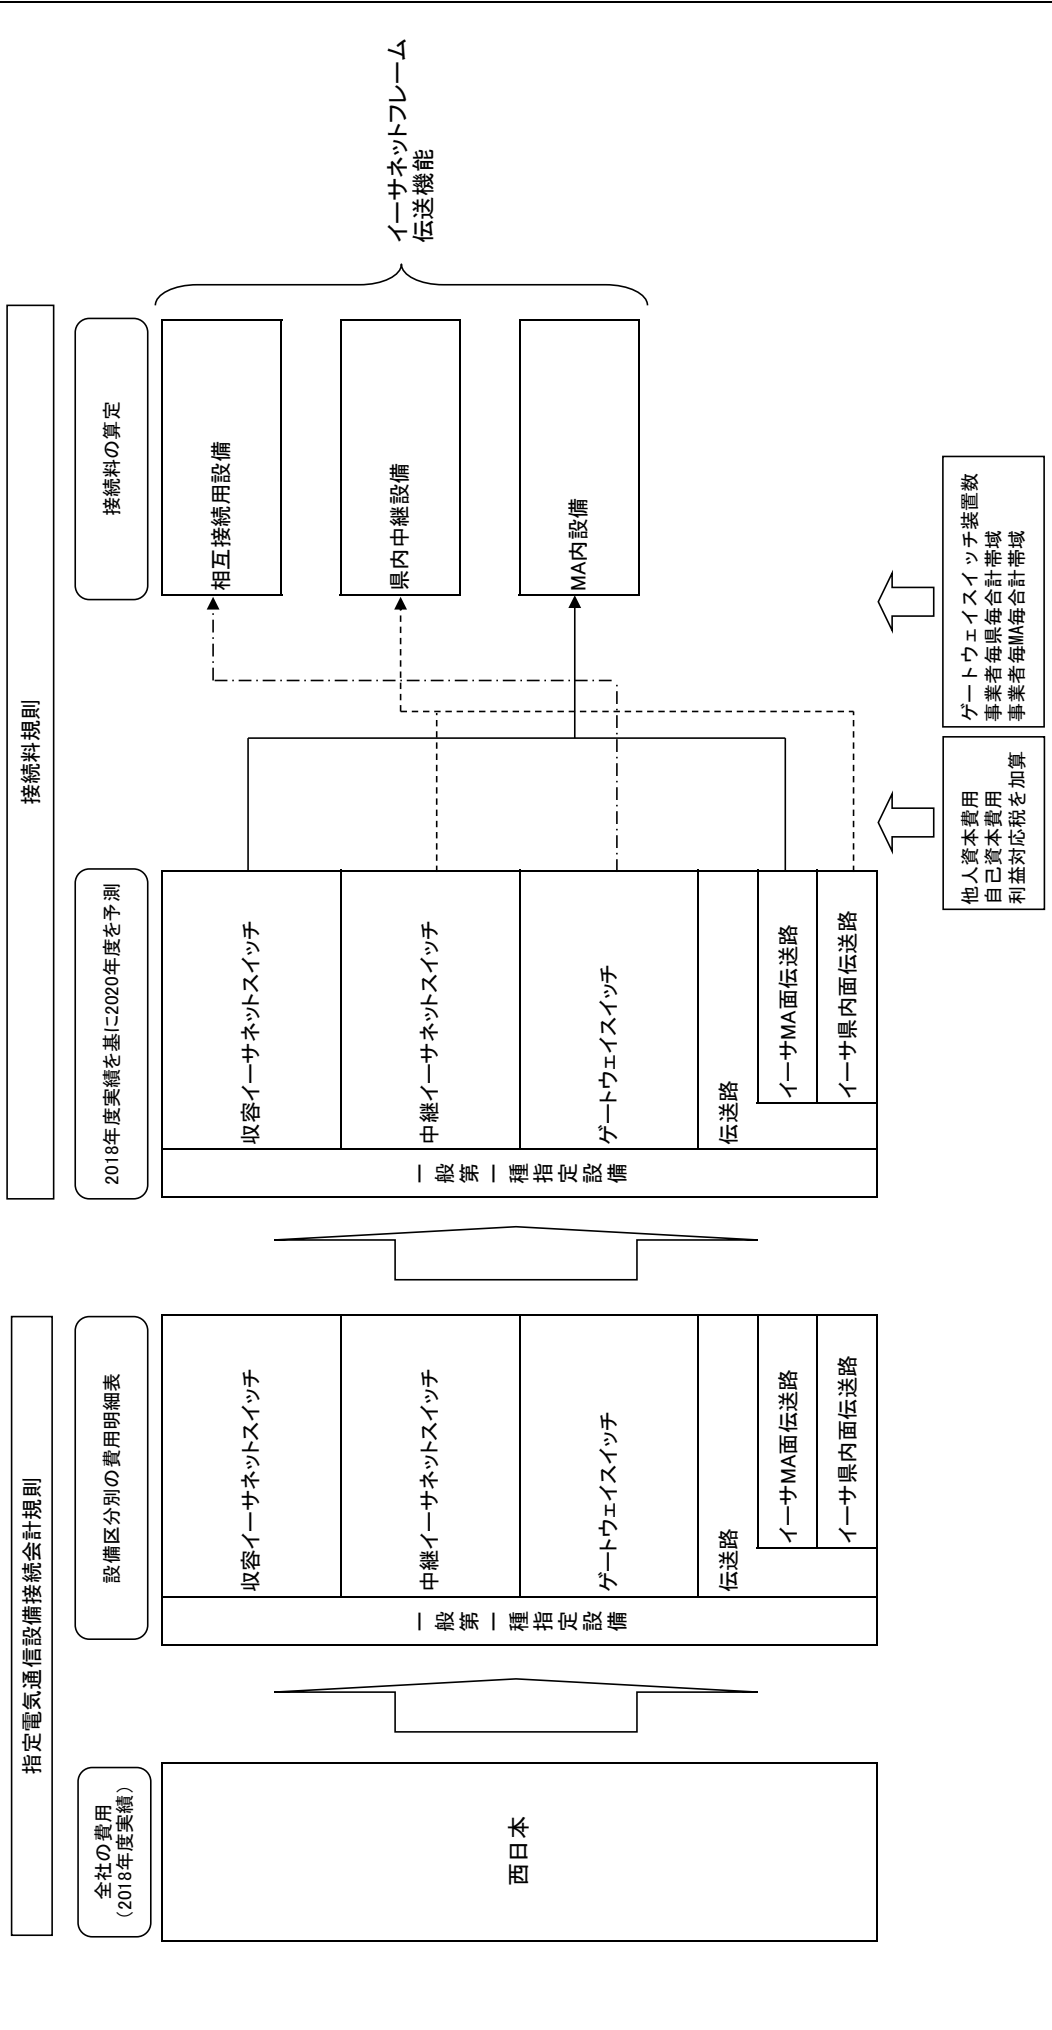 指定電気通信設備接続会計規則
接続料規則
全社の費用
（2018年度実績）
設備区分別の費用明細表
2018年度実績を基に2020年度を予測
接続料の算定
西日本
一般第一種指定設備
収容イーサネットスイッチ
中継イーサネットスイッチ
ゲートウェイスイッチ
伝送路
イーサMA面伝送路
イーサ県内面伝送路
一般第一種指定設備
収容イーサネットスイッチ
中継イーサネットスイッチ
ゲートウェイスイッチ
伝送路
イーサMA面伝送路
イーサ県内面伝送路
相互接続用設備
県内中継設備
MA内設備
イーサネットフレーム
伝送機能
他人資本費用
自己資本費用
利益対応税を加算
ゲートウェイスイッチ装置数
事業者毎県毎合計帯域
事業者毎MA毎合計帯域